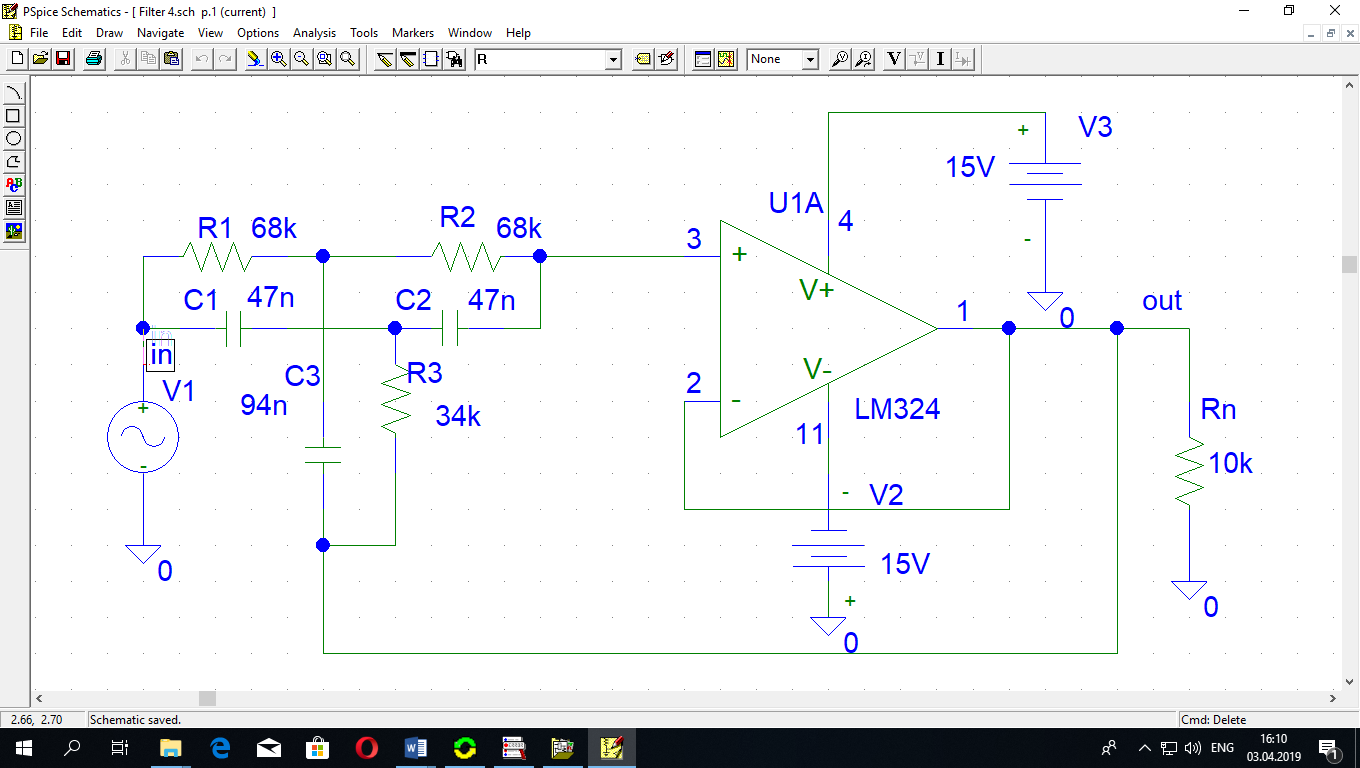 PSpice Schematics - [ Filter 4.sch p.1 (current) ]
File Edit Draw Navigate View Options Analysis Tools Markers Window Help
R
None
V
I
ABC
V3
+
15V
-
0
U1A
4
R1 68k
R2 68k
3
+
V+
C1 47n
C2 47n
1
out
in
V1
+
-
0
C3
94n
R3
34k
2
-
V-
LM324
11
Rn
10k
0
-
V2
15V
+
0
2.66, 2.70
Schematic saved.
Cmd: Delete
ENG
16:10
03.04.2019
1